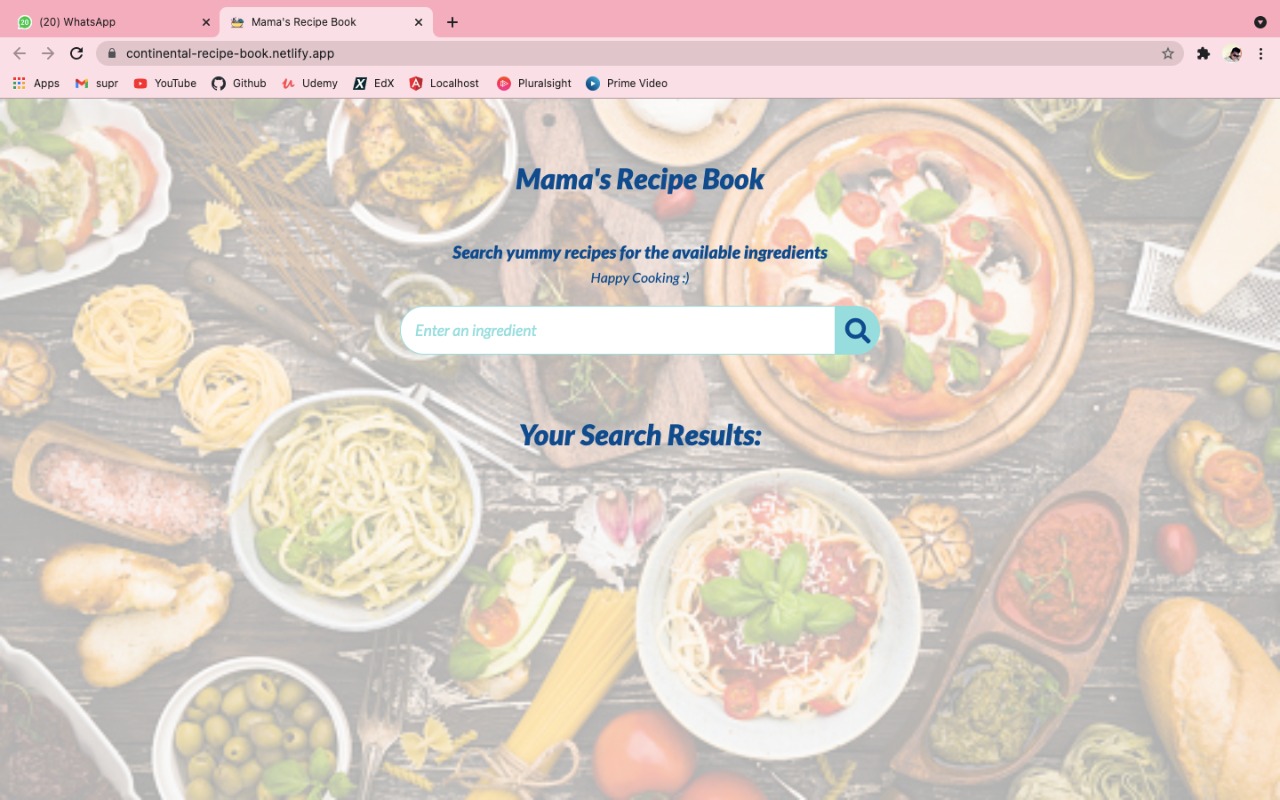 20 (20) WhatsApp
Mama's Recipe Book
continental-recipe-book.netlify.app
Apps supr YouTube Github Udemy EdX Localhost Pluralsight Prime Video
Mama's Recipe Book
Search yummy recipes for the available ingredients
Happy Cooking :)
Enter an ingredient
Your Search Results: